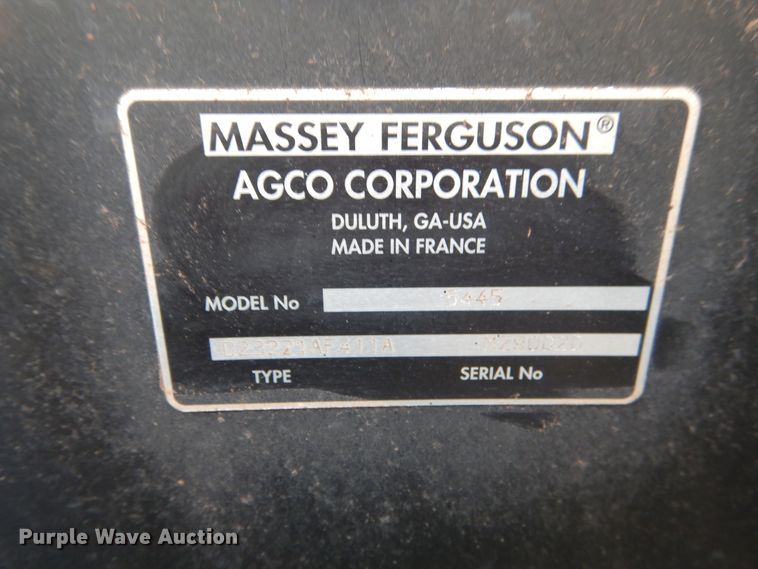 MASSEY FERGUSON®
AGCO CORPORATION
DULUTH, GA-USA
MADE IN FRANCE
MODEL No 5445
TYPE SERIAL No
Purple Wave Auction